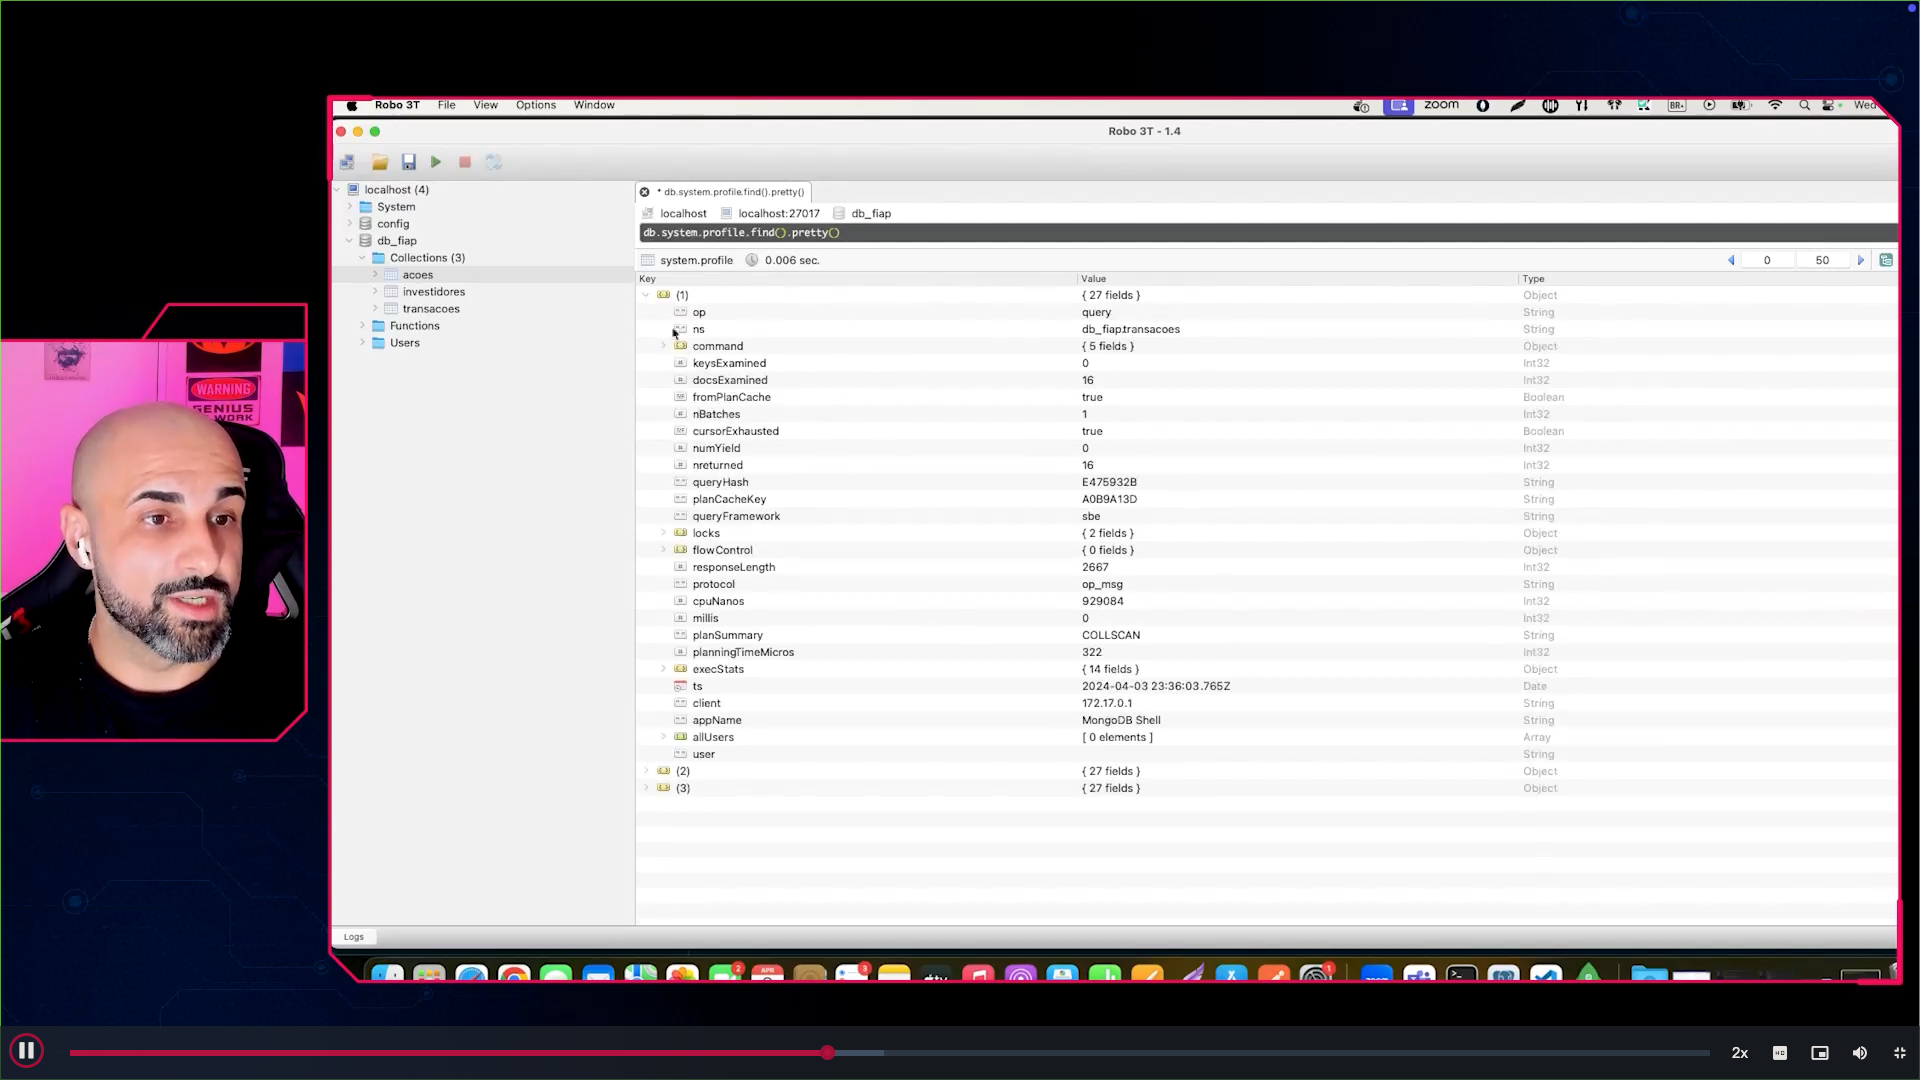 Robo 3T File View Options Window zoom BR Wed
Robo 3T - 1.4
localhost (4)
System
config
db_fiap
Collections (3)
acoes
investidores
transacoes
Functions
Users
* db.system.profile.find().pretty()
localhost localhost:27017 db_fiap
db.system.profile.find().pretty()
system.profile 0.006 sec. 0 50
Key Value Type
(1) { 27 fields } Object
op query String
ns db_fiap.transacoes String
command { 5 fields } Object
keysExamined 0 Int32
docsExamined 16 Int32
fromPlanCache true Boolean
nBatches 1 Int32
cursorExhausted true Boolean
numYield 0 Int32
nreturned 16 Int32
queryHash E475932B String
planCacheKey A0B9A13D String
queryFramework sbe String
locks { 2 fields } Object
flowControl { 0 fields } Object
responseLength 2667 Int32
protocol op_msg String
cpuNanos 929084 Int32
millis 0 Int32
planSummary COLLSCAN String
planningTimeMicros 322 Int32
execStats { 14 fields } Object
ts 2024-04-03 23:36:03.765Z Date
client 172.17.0.1 String
appName MongoDB Shell String
allUsers [ 0 elements ] Array
user String
(2) { 27 fields } Object
(3) { 27 fields } Object
WARNING
GENIUS
WORK
Logs
2 APR 3 tv 1 zoom
2x HD